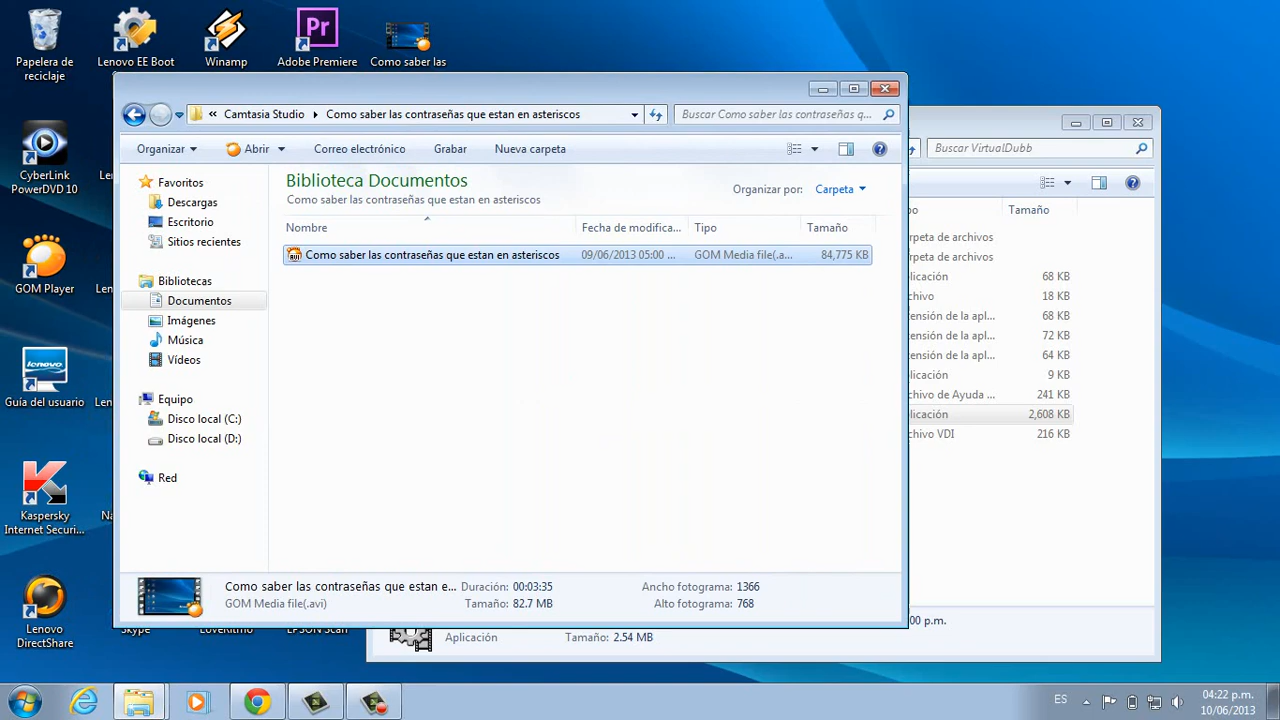 Papelera de
reciclaje
Lenovo EE Boot
Winamp
Pr
Adobe Premiere
Como saber las
CyberLink
PowerDVD 10
GOM Player
lenovo
Guía del usuario
Kaspersky
Internet Securi...
Lenovo
DirectShare
Skype
LoveRitmo
EPSON Scan
« Camtasia Studio Como saber las contraseñas que estan en asteriscos
Buscar Como saber las contraseñas q...
Organizar Abrir Correo electrónico Grabar Nueva carpeta
Favoritos
Descargas
Escritorio
Sitios recientes
Bibliotecas
Documentos
Imágenes
Música
Vídeos
Equipo
Disco local (C:)
Disco local (D:)
Red
Biblioteca Documentos
Como saber las contraseñas que estan en asteriscos
Organizar por: Carpeta
Nombre Fecha de modifica... Tipo Tamaño
Como saber las contraseñas que estan en asteriscos 09/06/2013 05:00 ... GOM Media file(.a... 84,775 KB
Como saber las contraseñas que estan e... Duración: 00:03:35 Ancho fotograma: 1366
GOM Media file(.avi) Tamaño: 82.7 MB Alto fotograma: 768
Buscar VirtualDubb
po Tamaño
rpeta de archivos
rpeta de archivos
licación 68 KB
chivo 18 KB
tensión de la apl... 68 KB
tensión de la apl... 72 KB
tensión de la apl... 64 KB
licación 9 KB
chivo de Ayuda ... 241 KB
licación 2,608 KB
chivo VDI 216 KB
00 p.m.
Aplicación Tamaño: 2.54 MB
ES
04:22 p.m.
10/06/2013